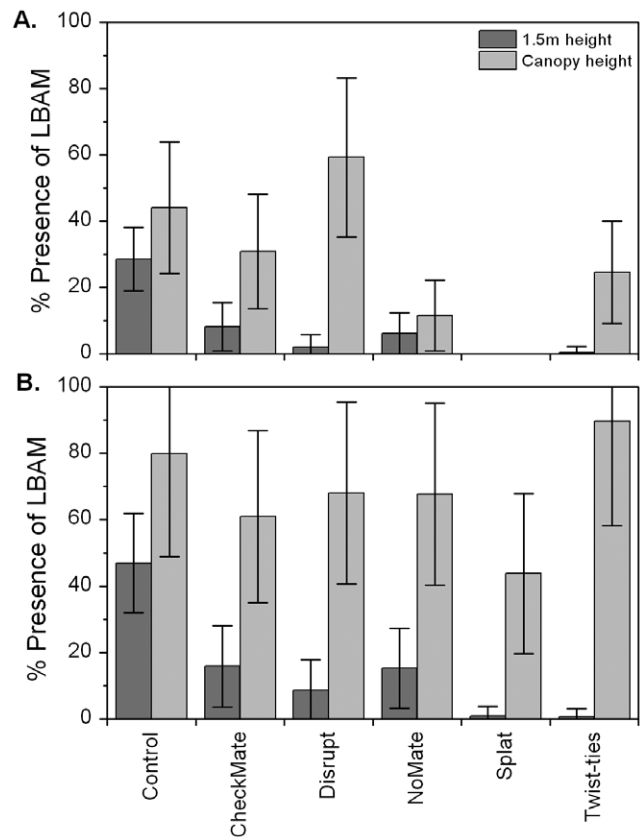 A.
1.5m height
Canopy height
% Presence of LBAM
100
80
60
40
20
0
B.
% Presence of LBAM
100
80
60
40
20
0
Control
CheckMate
Disrupt
NoMate
Splat
Twist-ties